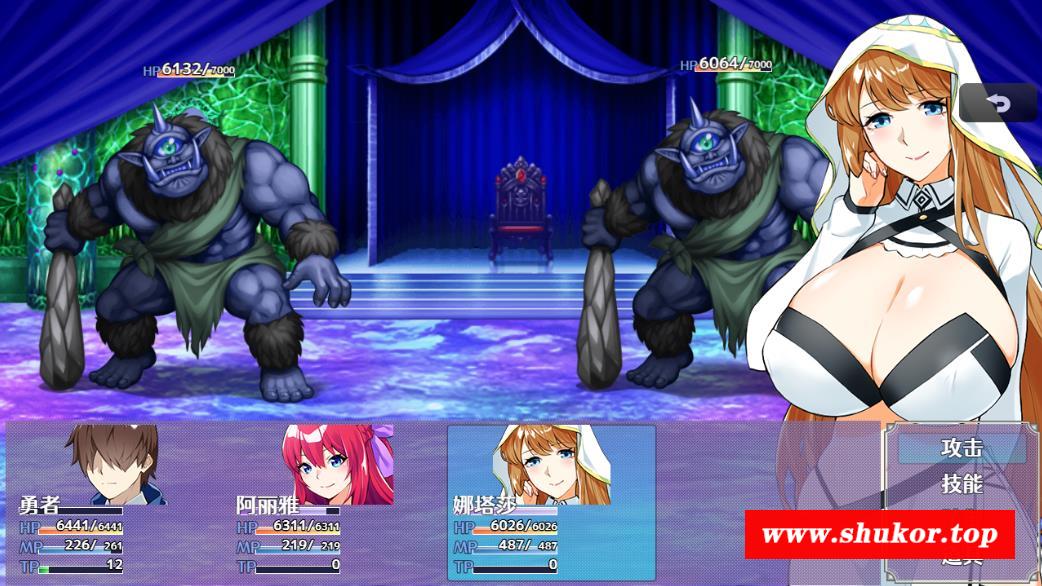 HP 6132/7000
HP 6064/7000
勇者
HP 6441/6441
MP 226/ 261
TP 12
阿丽雅
HP 6311/6311
MP 219/ 219
TP 0
娜塔莎
HP 6026/6026
MP 487/ 487
TP 0
攻击
技能
www.shukor.top